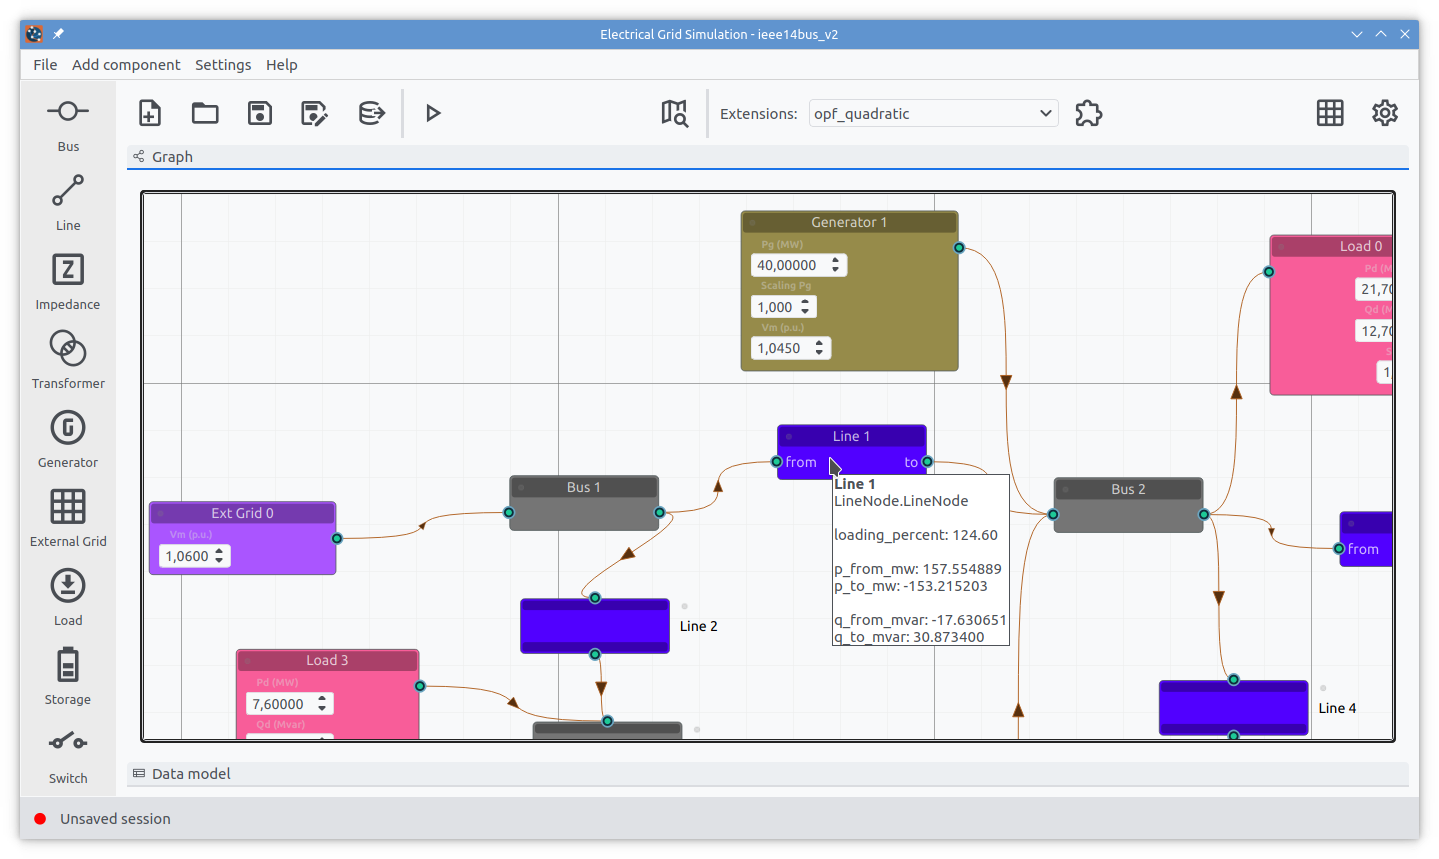 Electrical Grid Simulation - ieee14bus_v2
File Add component Settings Help
Extensions: opf_quadratic
Bus
Line
Impedance
Transformer
Generator
External Grid
Load
Storage
Switch
Graph
Generator 1
Pg (MW)
40,00000
Scaling Pg
1,000
Vm (p.u.)
1,0450
Load 0
Pd (M
21,70
Qd (M
12,70
S
1,
Line 1
from to
Line 1
LineNode.LineNode
loading_percent: 124.60
p_from_mw: 157.554889
p_to_mw: -153.215203
q_from_mvar: -17.630651
q_to_mvar: 30.873400
Bus 1
Bus 2
Ext Grid 0
Vm (p.u.)
1,0600
from
Line 2
Load 3
Pd (MW)
7,60000
Qd (Mvar)
Line 4
Data model
Unsaved session